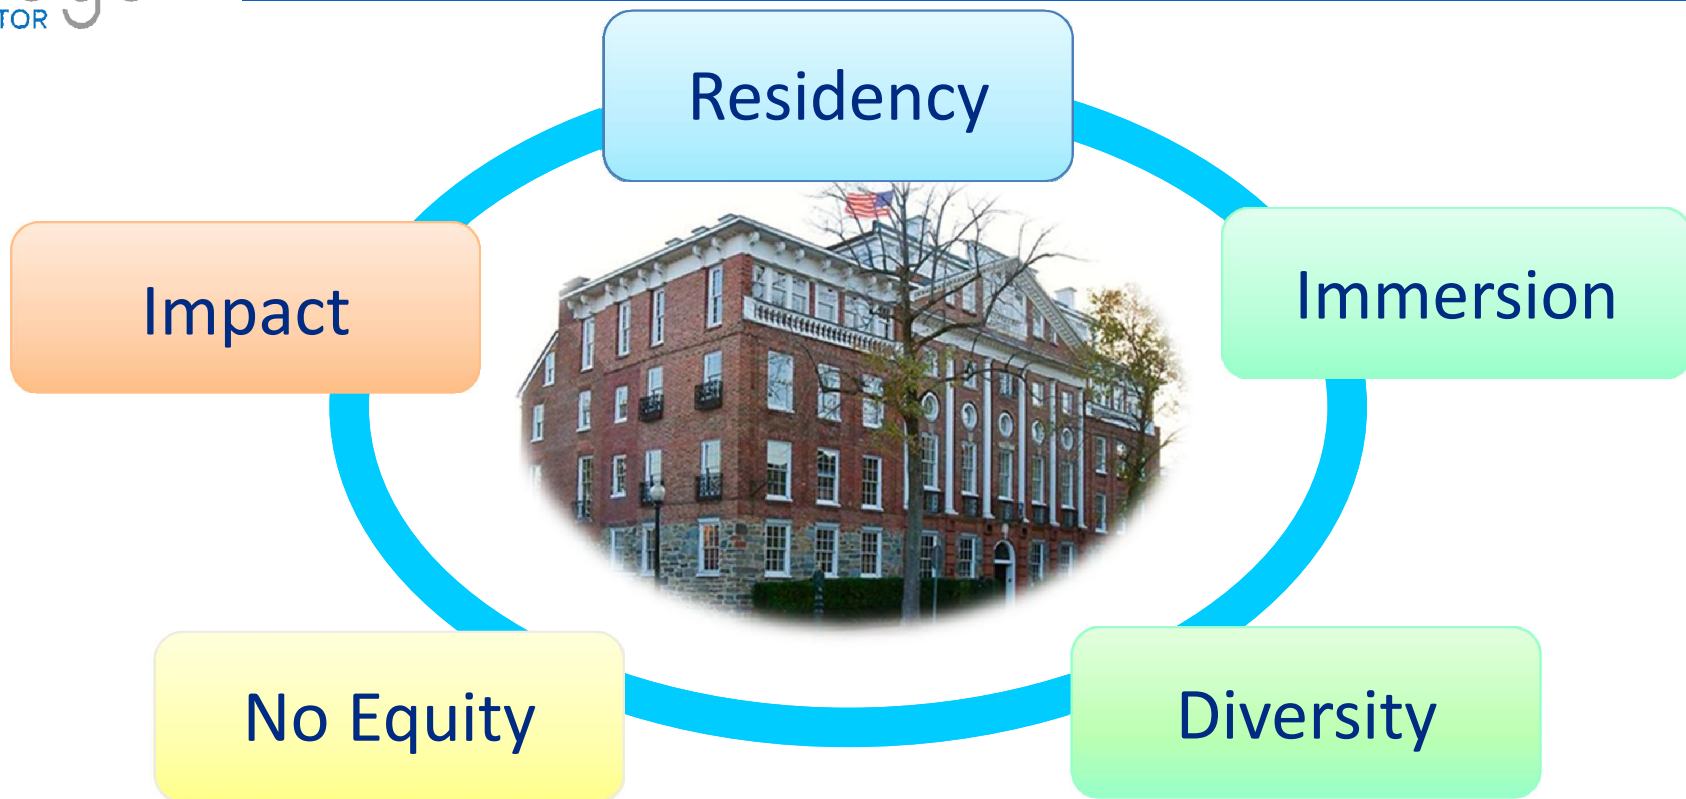 TOR
Residency
Impact
Immersion
No Equity
Diversity